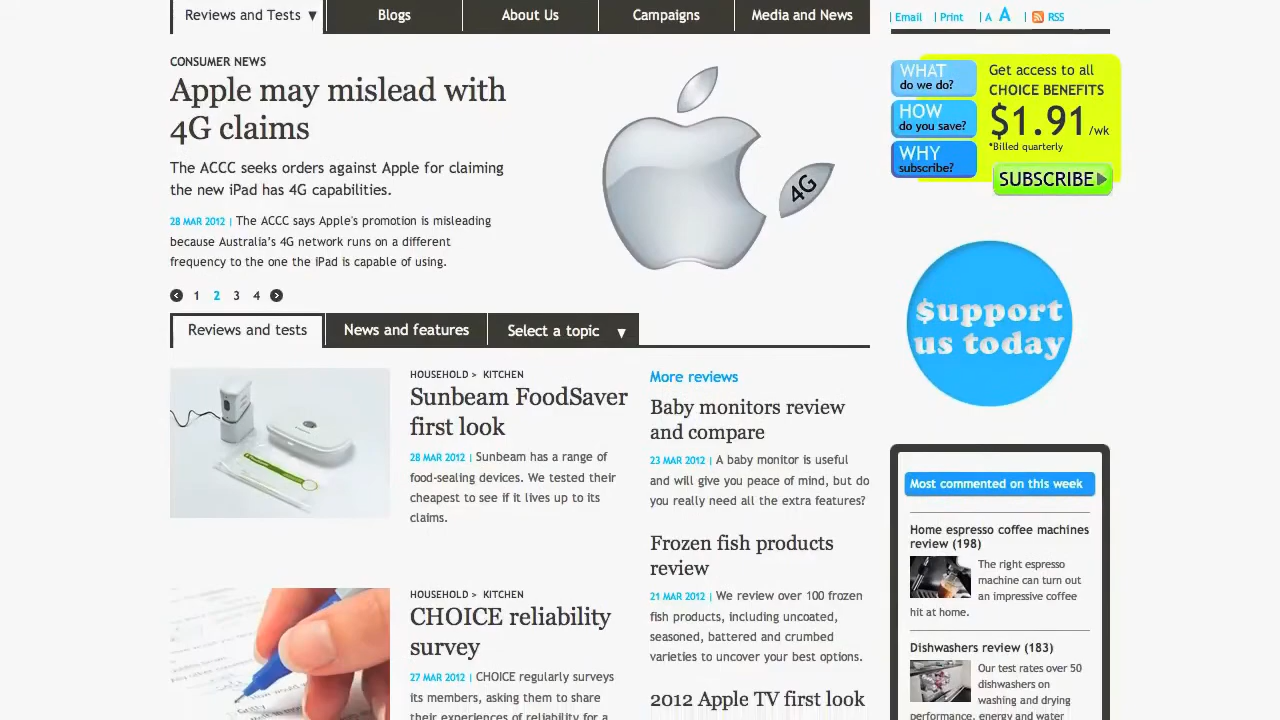 Reviews and Tests ▼
Blogs
About Us
Campaigns
Media and News
Email
Print
A A
RSS
CONSUMER NEWS
Apple may mislead with
4G claims
The ACCC seeks orders against Apple for claiming
the new iPad has 4G capabilities.
28 MAR 2012 | The ACCC says Apple's promotion is misleading
because Australia’s 4G network runs on a different
frequency to the one the iPad is capable of using.
4G
1 2 3 4
WHAT
do we do?
HOW
do you save?
WHY
subscribe?
Get access to all
CHOICE BENEFITS
$1.91/wk
*Billed quarterly
SUBSCRIBE
$upport
us today
Reviews and tests
News and features
Select a topic ▼
HOUSEHOLD > KITCHEN
Sunbeam FoodSaver
first look
28 MAR 2012 | Sunbeam has a range of
food-sealing devices. We tested their
cheapest to see if it lives up to its
claims.
HOUSEHOLD > KITCHEN
CHOICE reliability
survey
27 MAR 2012 | CHOICE regularly surveys
its members, asking them to share
their experiences of reliability for a
More reviews
Baby monitors review
and compare
23 MAR 2012 | A baby monitor is useful
and will give you peace of mind, but do
you really need all the extra features?
Frozen fish products
review
21 MAR 2012 | We review over 100 frozen
fish products, including uncoated,
seasoned, battered and crumbed
varieties to uncover your best options.
2012 Apple TV first look
Most commented on this week
Home espresso coffee machines
review (198)
The right espresso
machine can turn out
an impressive coffee
hit at home.
Dishwashers review (183)
Our test rates over 50
dishwashers on
washing and drying
performance, energy and water